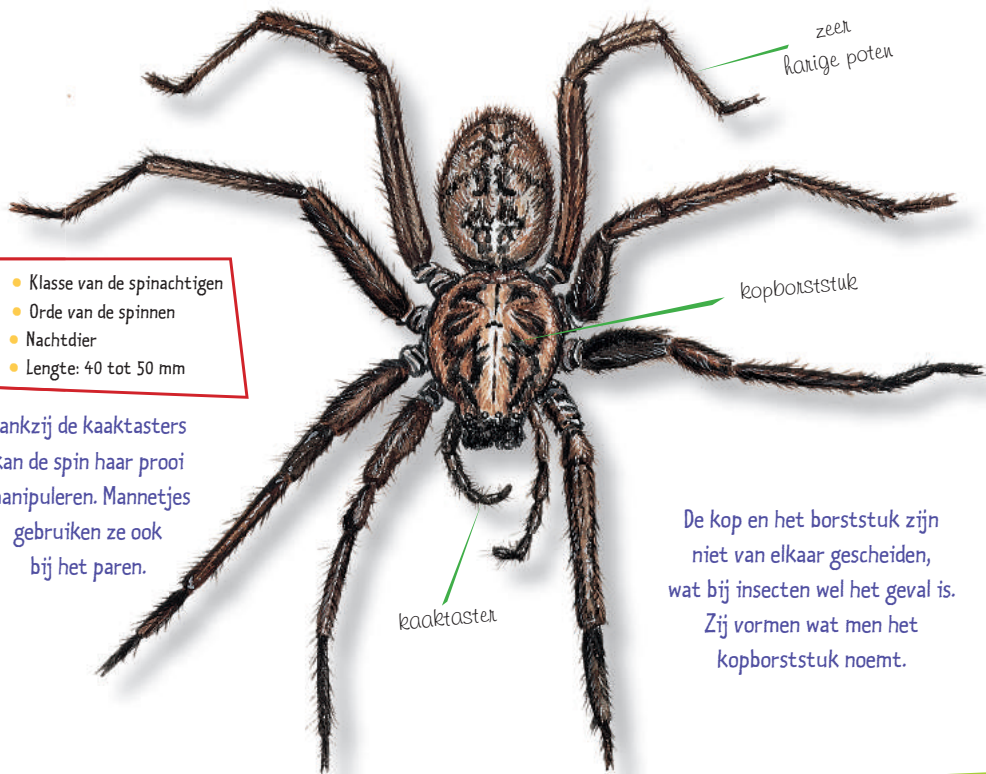 zeer
harige poten
kopborststuk
• Klasse van de spinachtigen
• Orde van de spinnen
• Nachtdier
• Lengte: 40 tot 50 mm
ankzij de kaaktasters
kan de spin haar prooi
manipuleren. Mannetjes
gebruiken ze ook
bij het paren.
kaaktaster
De kop en het borststuk zijn
niet van elkaar gescheiden,
wat bij insecten wel het geval is.
Zij vormen wat men het
kopborststuk noemt.